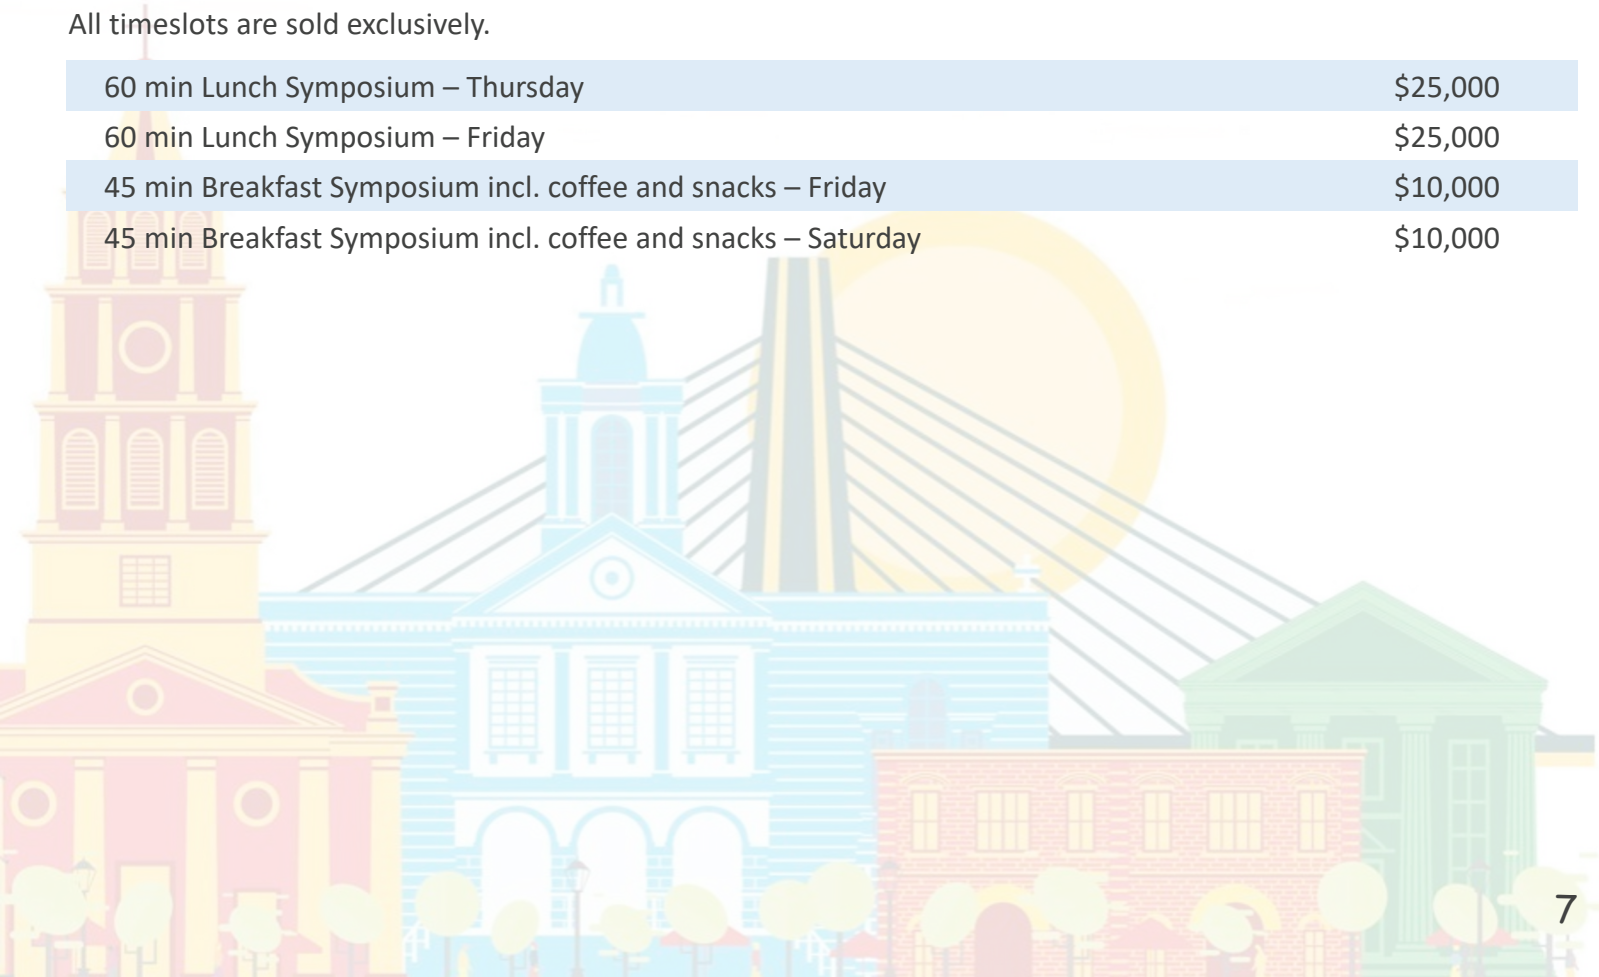 All timeslots are sold exclusively.
60 min Lunch Symposium – Thursday $25,000
60 min Lunch Symposium – Friday $25,000
45 min Breakfast Symposium incl. coffee and snacks – Friday $10,000
45 min Breakfast Symposium incl. coffee and snacks – Saturday $10,000
7